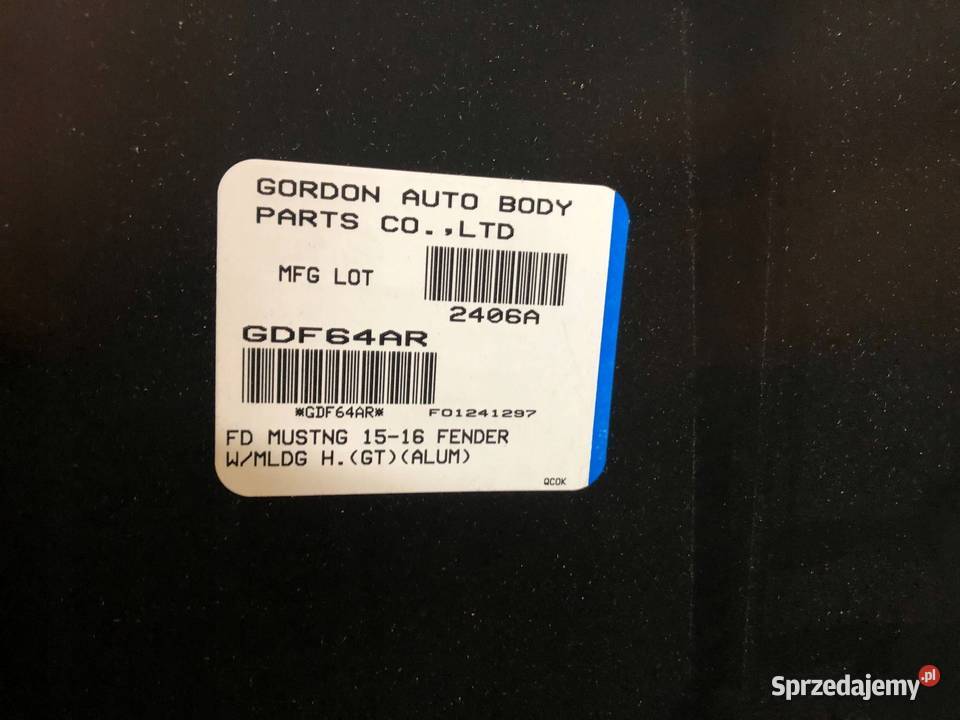 GORDON AUTO BODY
PARTS CO.,LTD
MFG LOT
2406A
GDF64AR
*GDF64AR* FO1241297
FD MUSTNG 15-16 FENDER
W/MLDG H.(GT)(ALUM)
QCOK
Sprzedajemy.pl